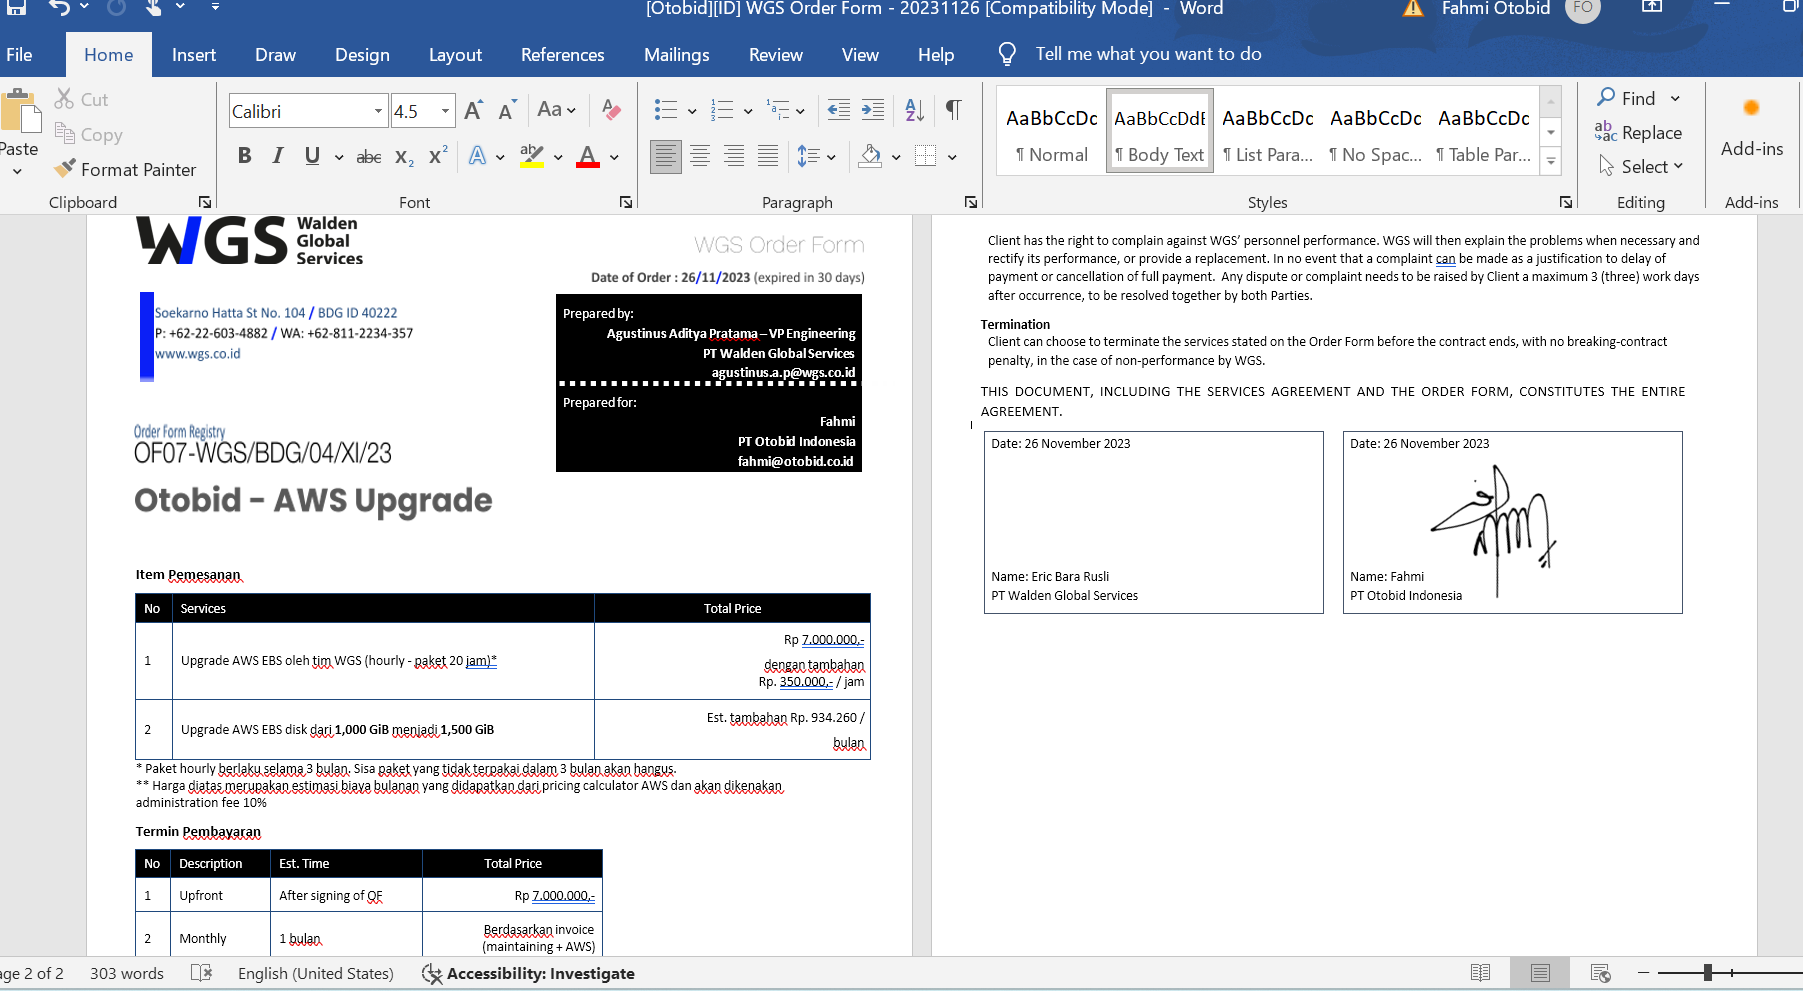 [Otobid][ID] WGS Order Form - 20231126 [Compatibility Mode] - Word
Fahmi Otobid
FO
File Home Insert Draw Design Layout References Mailings Review View Help Tell me what you want to do
Cut
Copy
Paste
Format Painter
Clipboard
Calibri 4.5
Font
Paragraph
AaBbCcDc AaBbCcDdE AaBbCcDc AaBbCcDc AaBbCcDc
¶ Normal ¶ Body Text ¶ List Para... ¶ No Spac... ¶ Table Par...
Styles
Find
Replace
Select
Editing
Add-ins
Add-ins
WGS Walden
Global
Services
WGS Order Form
Date of Order : 26/11/2023 (expired in 30 days)
Soekarno Hatta St No. 104 / BDG ID 40222
P: +62-22-603-4882 / WA: +62-811-2234-357
www.wgs.co.id
Prepared by:
Agustinus Aditya Pratama – VP Engineering
PT Walden Global Services
agustinus.a.p@wgs.co.id
Prepared for:
Fahmi
PT Otobid Indonesia
fahmi@otobid.co.id
Order Form Registry
OF07-WGS/BDG/04/XI/23
Otobid - AWS Upgrade
Item Pemesanan
No Services Total Price
1 Upgrade AWS EBS oleh tim WGS (hourly - paket 20 jam)* Rp 7.000.000,-
dengan tambahan
Rp. 350.000,- / jam
2 Upgrade AWS EBS disk dari 1,000 GiB menjadi 1,500 GiB Est. tambahan Rp. 934.260 /
bulan
* Paket hourly berlaku selama 3 bulan. Sisa paket yang tidak terpakai dalam 3 bulan akan hangus.
** Harga diatas merupakan estimasi biaya bulanan yang didapatkan dari pricing calculator AWS dan akan dikenakan
administration fee 10%
Termin Pembayaran
No Description Est. Time Total Price
1 Upfront After signing of OF Rp 7.000.000,-
2 Monthly 1 bulan Berdasarkan invoice
(maintaining + AWS)
Client has the right to complain against WGS’ personnel performance. WGS will then explain the problems when necessary and
rectify its performance, or provide a replacement. In no event that a complaint can be made as a justification to delay of
payment or cancellation of full payment. Any dispute or complaint needs to be raised by Client a maximum 3 (three) work days
after occurrence, to be resolved together by both Parties.
Termination
Client can choose to terminate the services stated on the Order Form before the contract ends, with no breaking-contract
penalty, in the case of non-performance by WGS.
THIS DOCUMENT, INCLUDING THE SERVICES AGREEMENT AND THE ORDER FORM, CONSTITUTES THE ENTIRE
AGREEMENT.
Date: 26 November 2023
Name: Eric Bara Rusli
PT Walden Global Services
Date: 26 November 2023
Name: Fahmi
PT Otobid Indonesia
age 2 of 2 303 words English (United States) Accessibility: Investigate